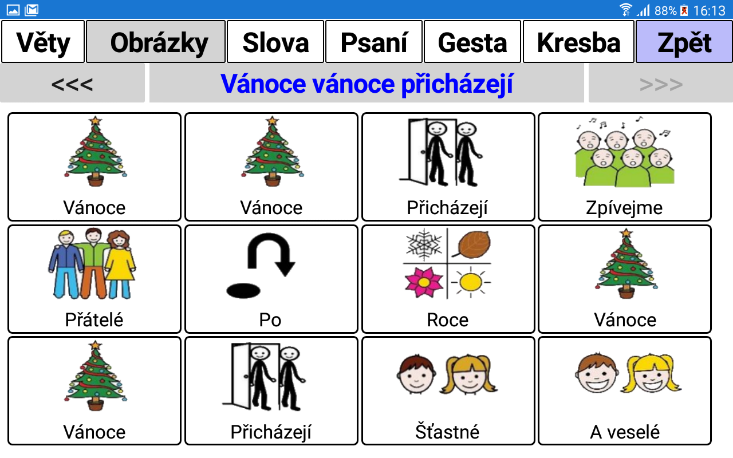 88% 16:13
Věty Obrázky Slova Psaní Gesta Kresba Zpět
<<< Vánoce vánoce přicházejí >>>
Vánoce Vánoce Přicházejí Zpívejme
Přátelé Po Roce Vánoce
Vánoce Přicházejí Šťastné A veselé